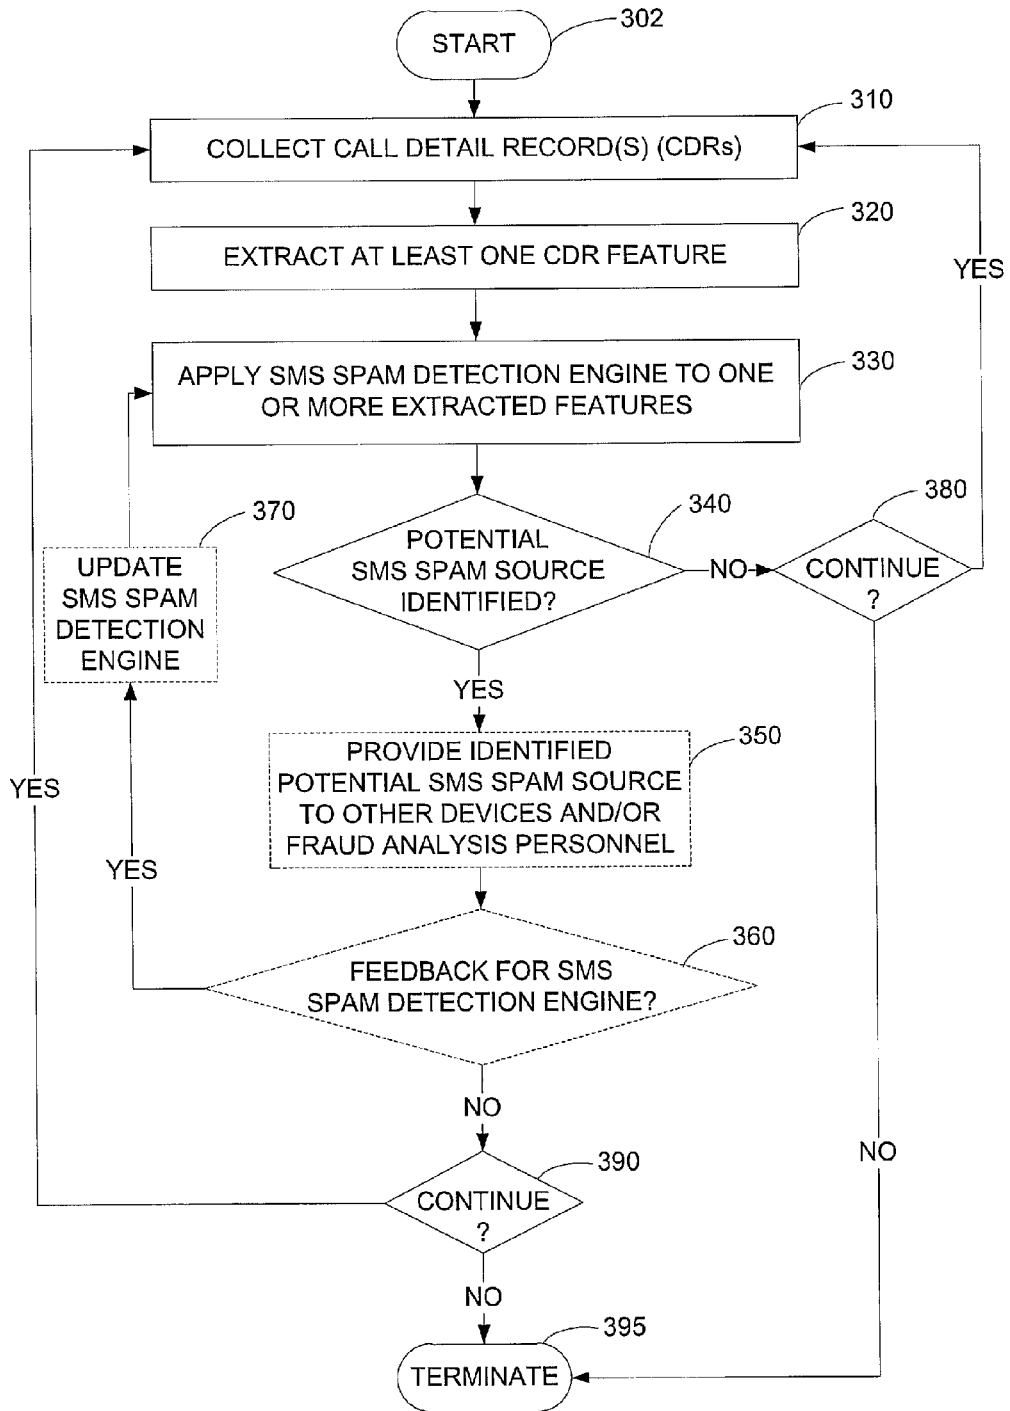 START
302
310
COLLECT CALL DETAIL RECORD(S) (CDRs)
320
EXTRACT AT LEAST ONE CDR FEATURE
YES
330
APPLY SMS SPAM DETECTION ENGINE TO ONE
OR MORE EXTRACTED FEATURES
370
340
380
UPDATE
SMS SPAM
DETECTION
ENGINE
POTENTIAL
SMS SPAM SOURCE
IDENTIFIED?
NO
CONTINUE
?
YES
350
PROVIDE IDENTIFIED
POTENTIAL SMS SPAM SOURCE
TO OTHER DEVICES AND/OR
FRAUD ANALYSIS PERSONNEL
YES
YES
360
FEEDBACK FOR SMS
SPAM DETECTION ENGINE?
NO
NO
390
CONTINUE
?
NO
395
TERMINATE